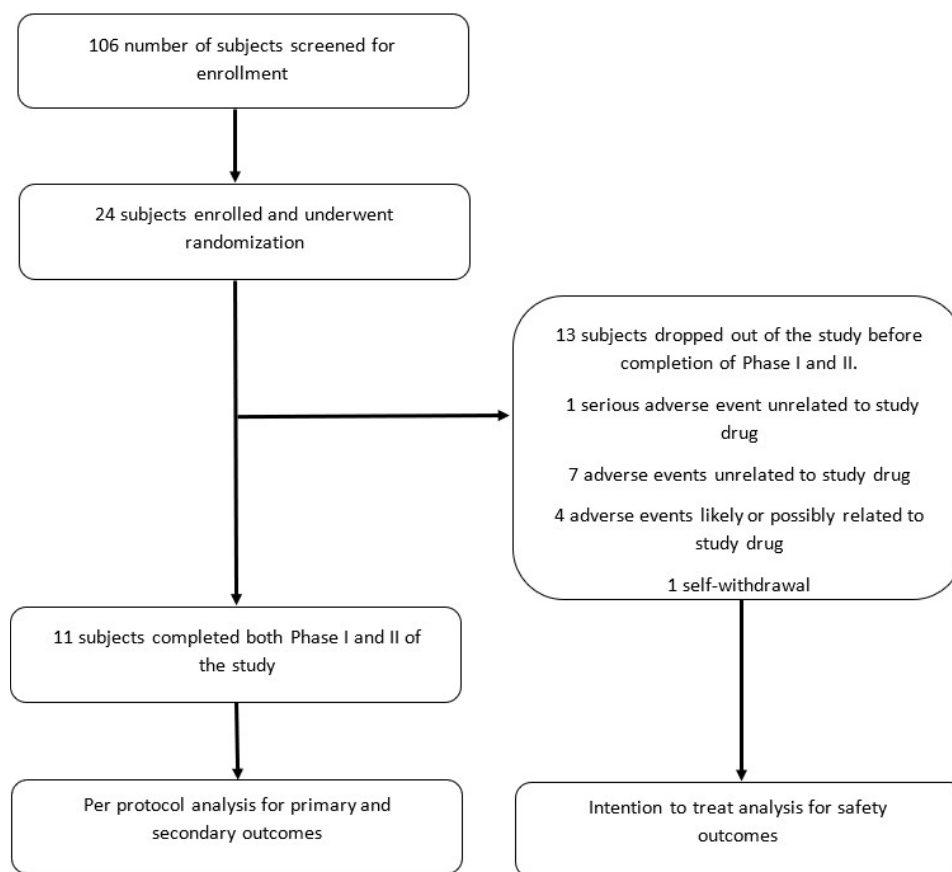 106 number of subjects screened for
enrollment
24 subjects enrolled and underwent
randomization
13 subjects dropped out of the study before
completion of Phase I and II.
1 serious adverse event unrelated to study
drug
7 adverse events unrelated to study drug
4 adverse events likely or possibly related to
study drug
1 self-withdrawal
11 subjects completed both Phase I and II of
the study
Per protocol analysis for primary and
secondary outcomes
Intention to treat analysis for safety
outcomes